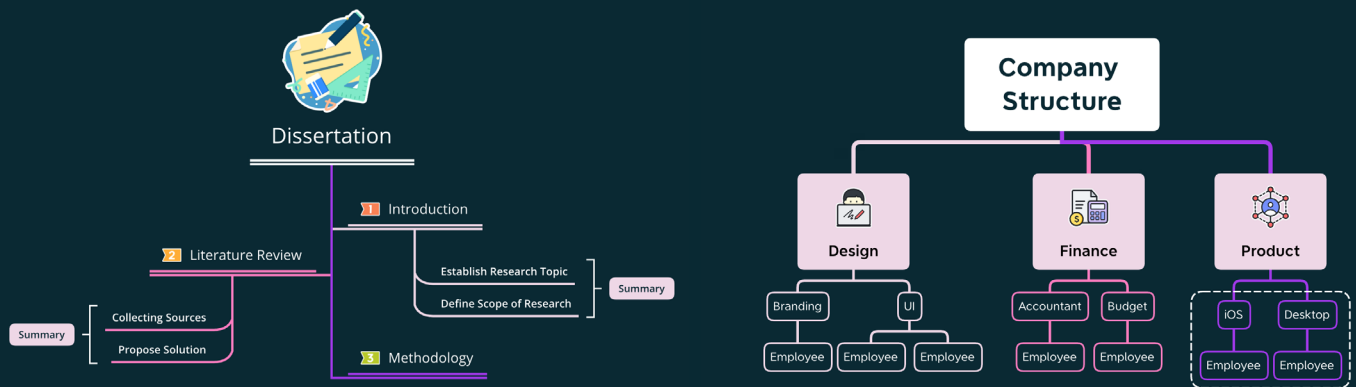 Dissertation
1 Introduction
2 Literature Review
Establish Research Topic
Define Scope of Research
Summary
Collecting Sources
Propose Solution
Summary
3 Methodology
Company
Structure
Design
Finance
Product
Branding
UI
Accountant
Budget
iOS
Desktop
Employee
Employee
Employee
Employee
Employee
Employee
Employee